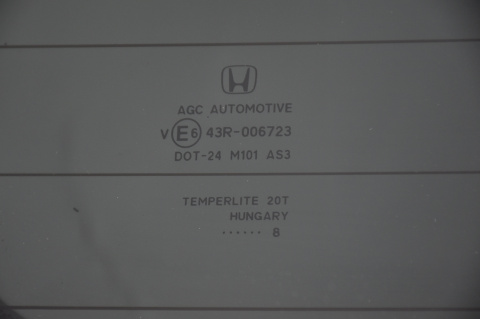 AGC AUTOMOTIVE
V E6 43R-006723
DOT-24 M101 AS3
TEMPERLITE 20T
HUNGARY
...... 8